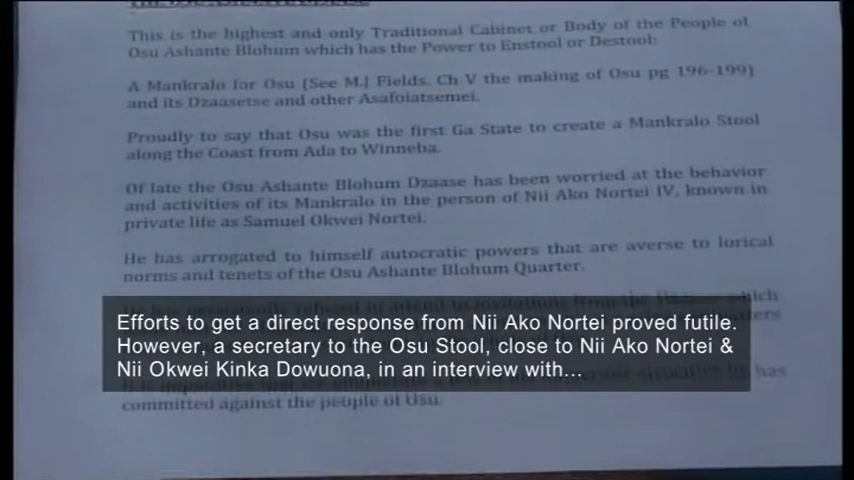 This is the highest and only Traditional Cabinet or Body of the People of
Osu Ashante Blohum which has the Power to Enstool or Destool:
A Mankralo for Osu (See M.J Fields. Ch V the making of Osu pg 196-199)
and its Dzaasetse and other Asafoiatsemei.
Proudly to say that Osu was the first Ga State to create a Mankralo Stool
along the Coast from Ada to Winneba.
Of late the Osu Ashante Blohum Dzaase has been worried at the behavior
and activities of its Mankralo in the person of Nii Ako Nortei IV, known in
private life as Samuel Okwei Nortei.
He has arrogated to himself autocratic powers that are averse to lorical
norms and tenets of the Osu Ashante Blohum Quarter.
Efforts to get a direct response from Nii Ako Nortei proved futile.
However, a secretary to the Osu Stool, close to Nii Ako Nortei &
Nii Okwei Kinka Dowuona, in an interview with...
has
committed against the people of Osu